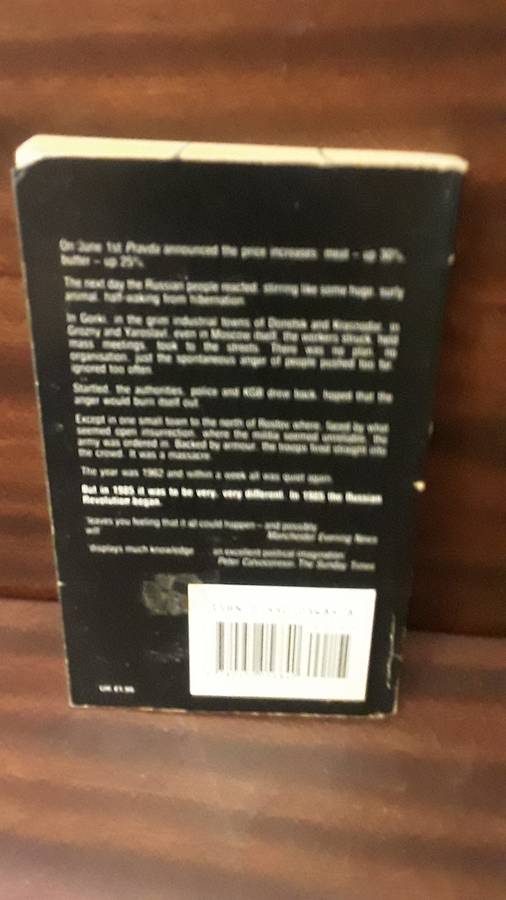 On June 1st Pravda announced the price increases: meat – up 30%,
butter – up 25%.
The next day the Russian people reacted: stirring like some huge, surly
animal, half-waking from hibernation.
In Gorki, in the grim industrial towns of Donetsk and Krasnodar, in
Grozny and Yaroslavl, even in Moscow itself, the workers struck, held
mass meetings, took to the streets. There was no plan, no
organisation, just the spontaneous anger of people pushed too far,
ignored too often.
Startled, the authorities, police and KGB drew back, hoped that the
anger would burn itself out.
Except in one small town to the north of Rostov where, faced by what
seemed open insurrection, where the militia seemed unreliable, the
army was ordered in. Backed by armour, the troops fired straight into
the crowd. It was a massacre.
The year was 1962 and within a week all was quiet again.
But in 1985 it was to be very, very different. In 1985 the Russian
Revolution began.
'leaves you feeling that it all could happen – and possibly
will' Manchester Evening News
'displays much knowledge an excellent political imagination'
Peter Calvocoressi, The Sunday Times
ISBN
UK £1.95